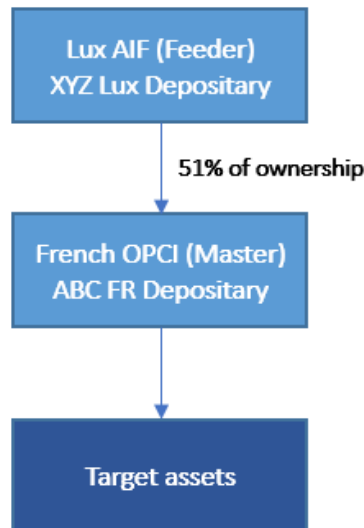 Lux AIF (Feeder)
XYZ Lux Depositary
51% of ownership
French OPCI (Master)
ABC FR Depositary
Target assets